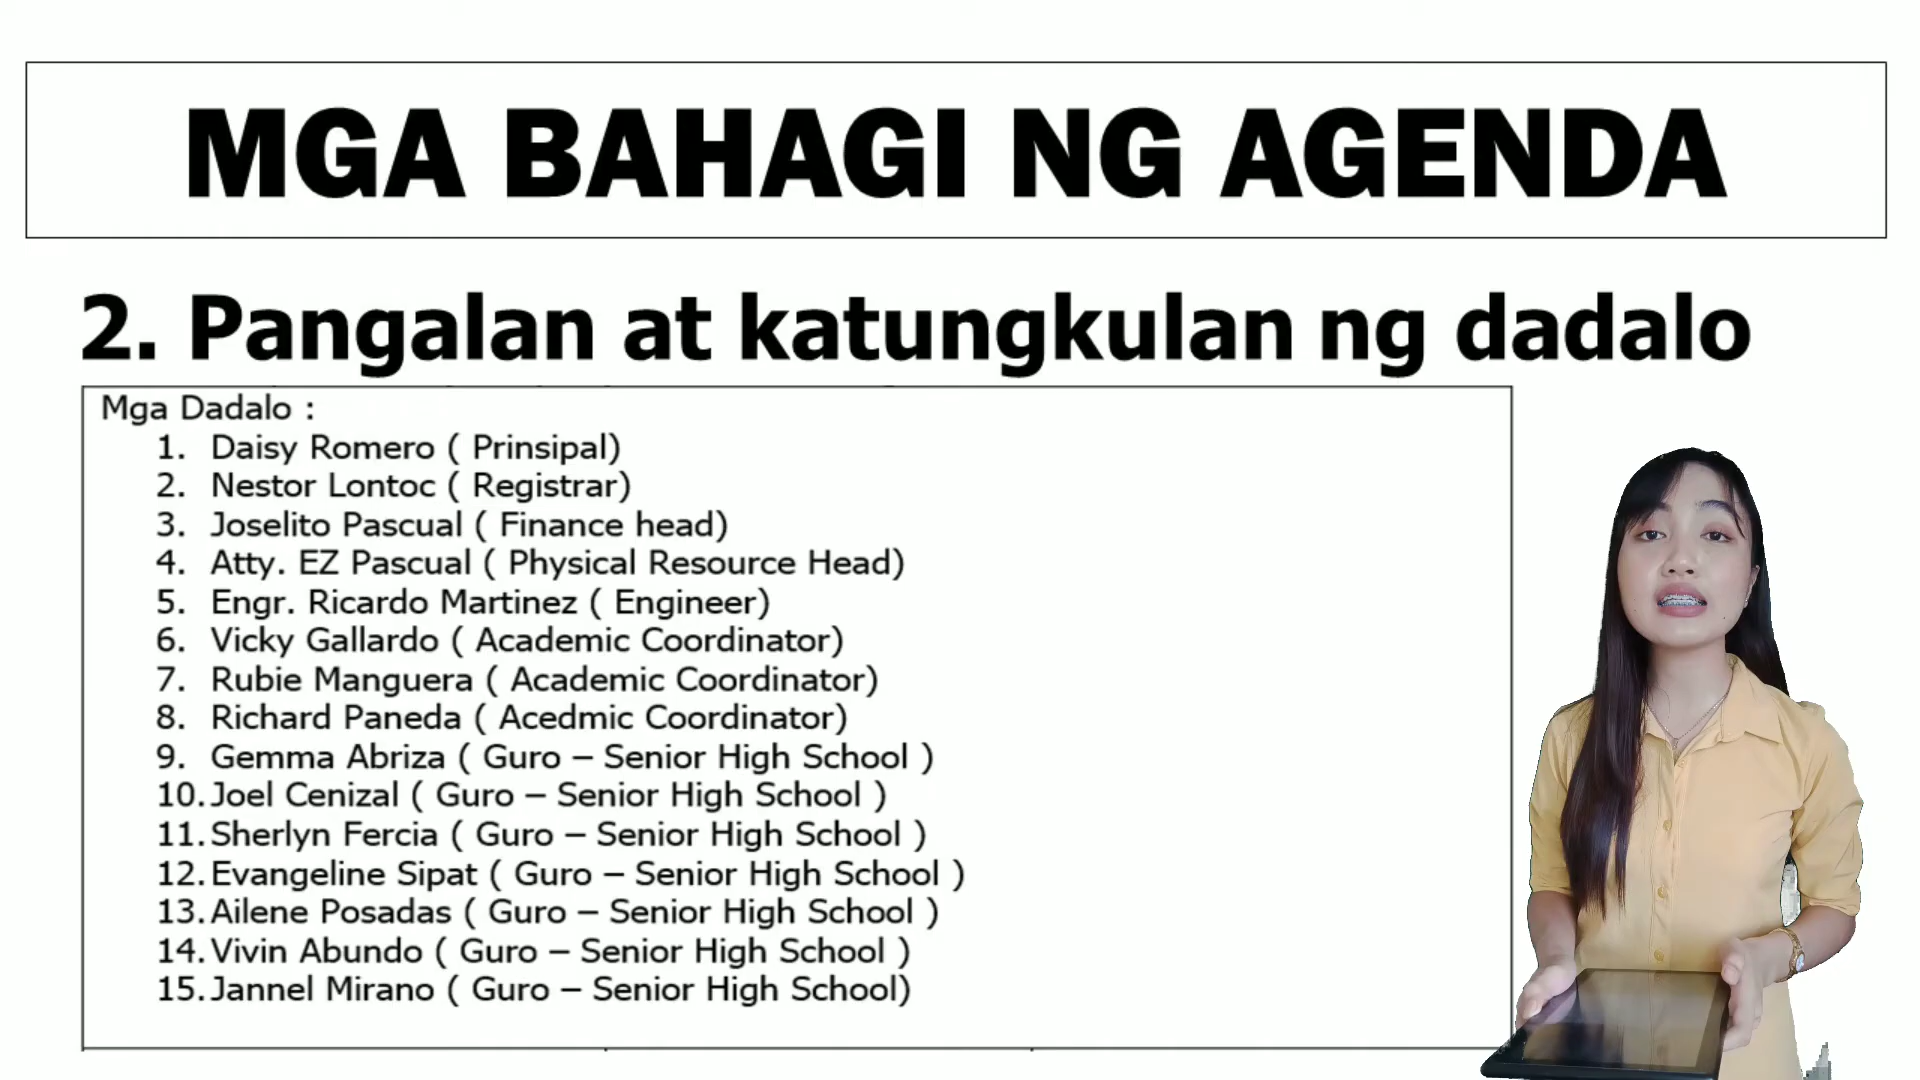 MGA BAHAGI NG AGENDA
2. Pangalan at katungkulan ng dadalo
Mga Dadalo :
1. Daisy Romero ( Prinsipal)
2. Nestor Lontoc ( Registrar)
3. Joselito Pascual ( Finance head)
4. Atty. EZ Pascual ( Physical Resource Head)
5. Engr. Ricardo Martinez ( Engineer)
6. Vicky Gallardo ( Academic Coordinator)
7. Rubie Manguera ( Academic Coordinator)
8. Richard Paneda ( Acedmic Coordinator)
9. Gemma Abriza ( Guro – Senior High School )
10. Joel Cenizal ( Guro – Senior High School )
11. Sherlyn Fercia ( Guro – Senior High School )
12. Evangeline Sipat ( Guro – Senior High School )
13. Ailene Posadas ( Guro – Senior High School )
14. Vivin Abundo ( Guro – Senior High School )
15. Jannel Mirano ( Guro – Senior High School)